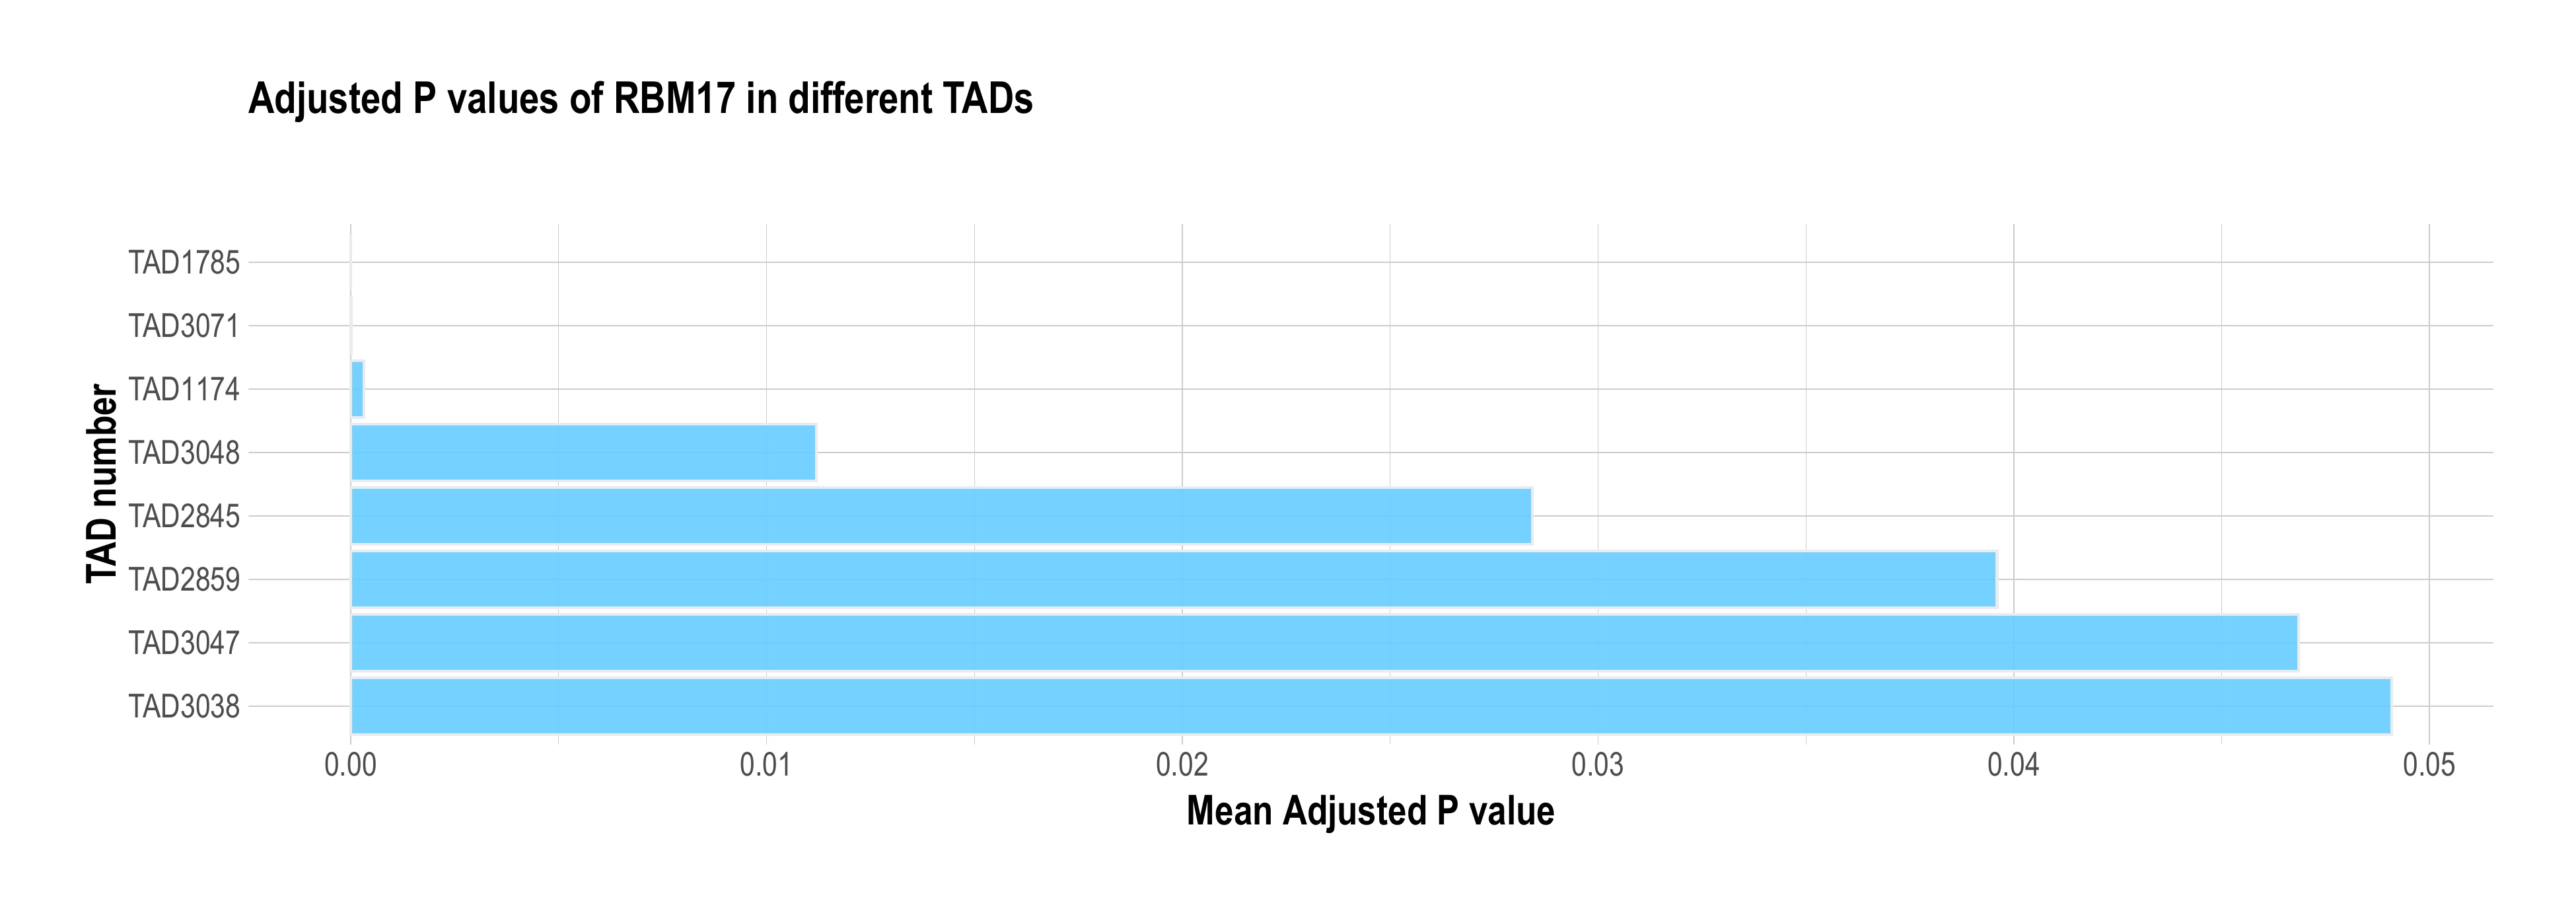 Adjusted P values of RBM17 in different TADs
TAD number
TAD1785
TAD3071
TAD1174
TAD3048
TAD2845
TAD2859
TAD3047
TAD3038
0.00 0.01 0.02 0.03 0.04 0.05
Mean Adjusted P value